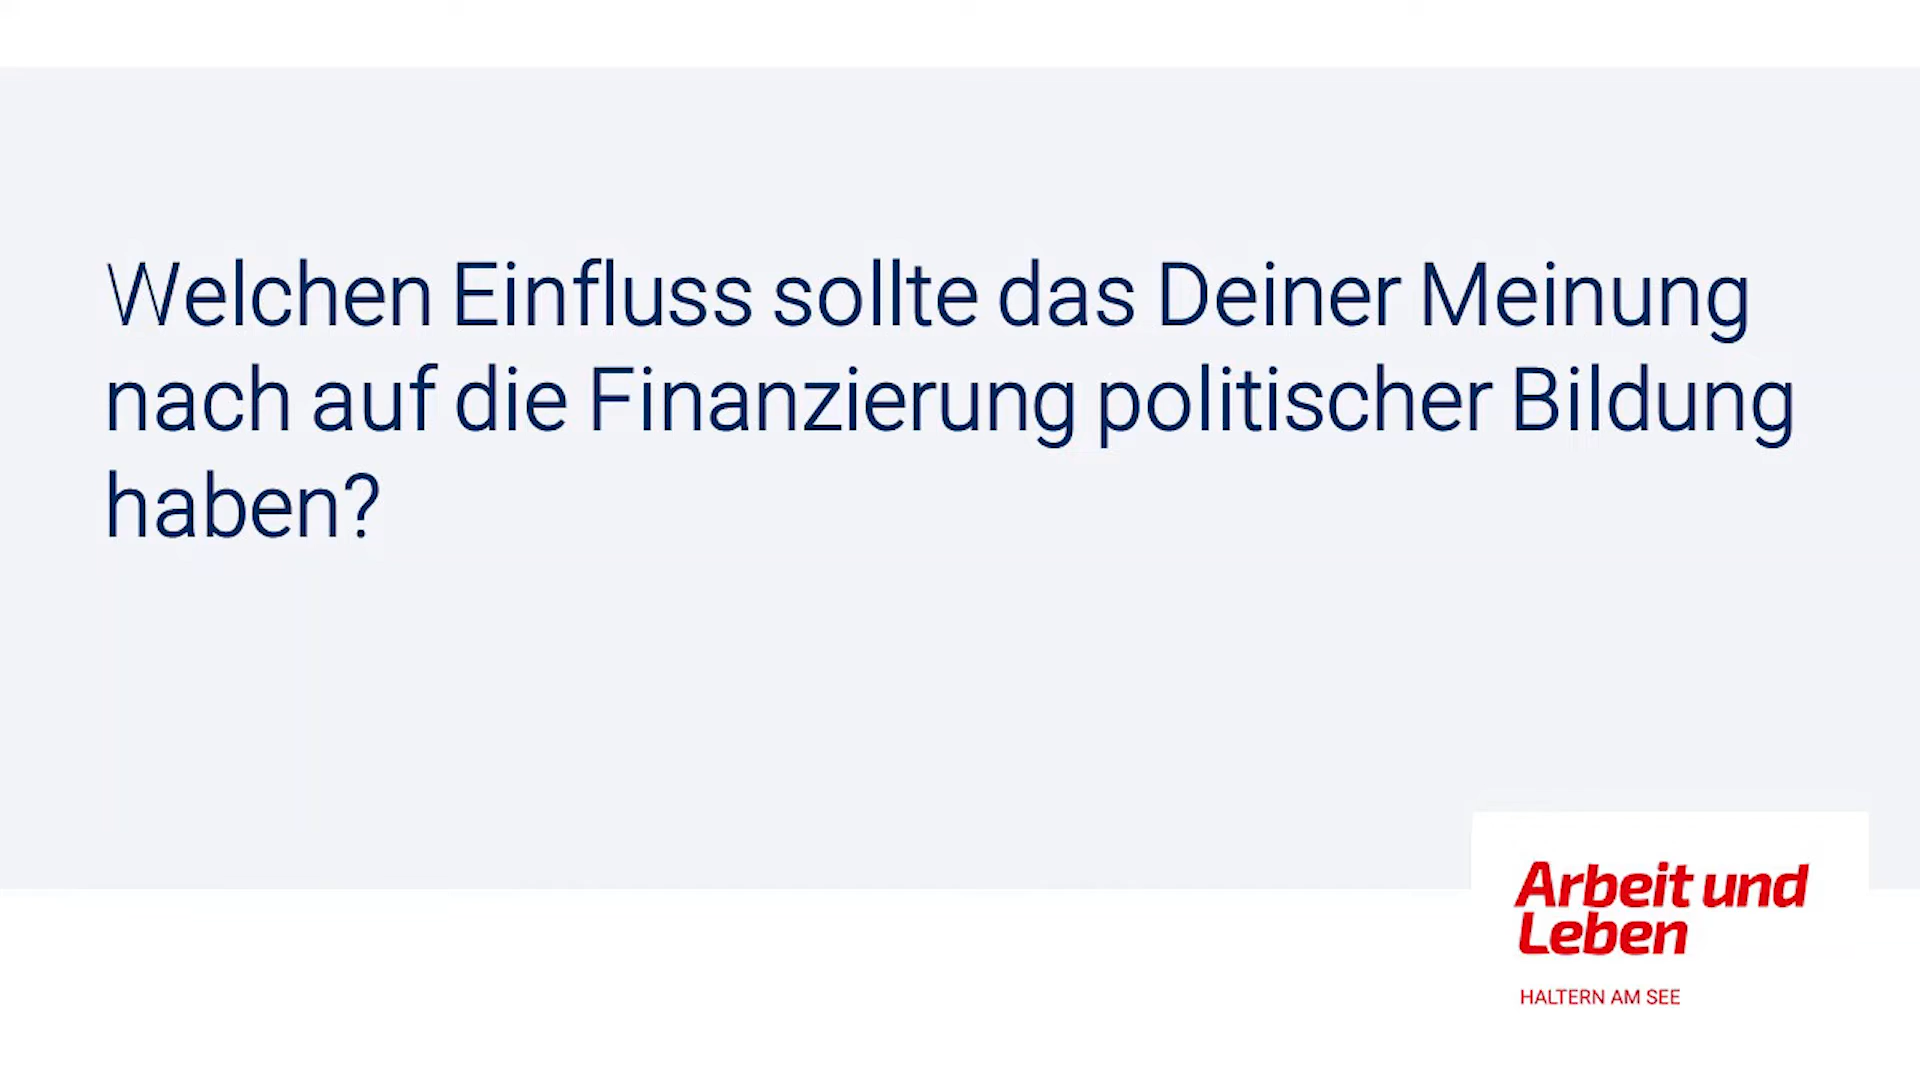 Welchen Einfluss sollte das Deiner Meinung
nach auf die Finanzierung politischer Bildung
haben?
Arbeit und
Leben
HALTERN AM SEE